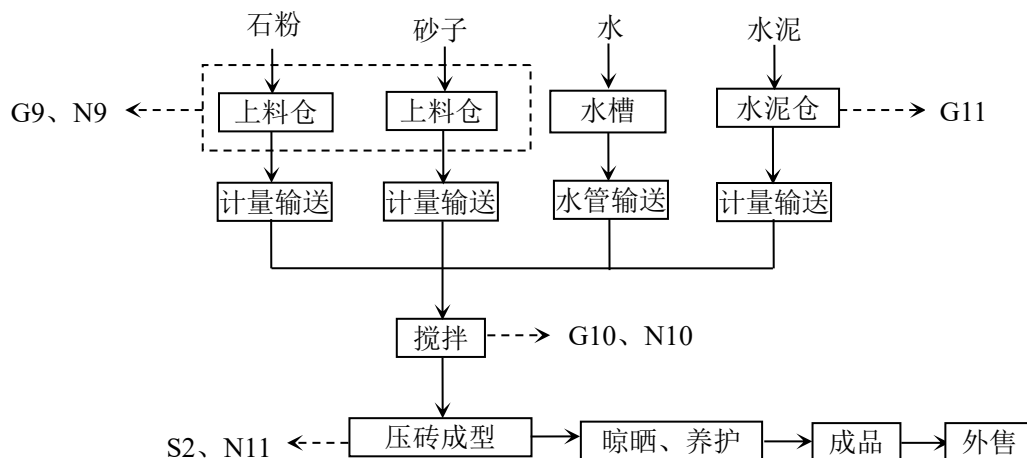 石粉
砂子
水
水泥
G9、N9
上料仓
上料仓
水槽
水泥仓
G11
计量输送
计量输送
水管输送
计量输送
搅拌
G10、N10
S2、N11
压砖成型
晾晒、养护
成品
外售